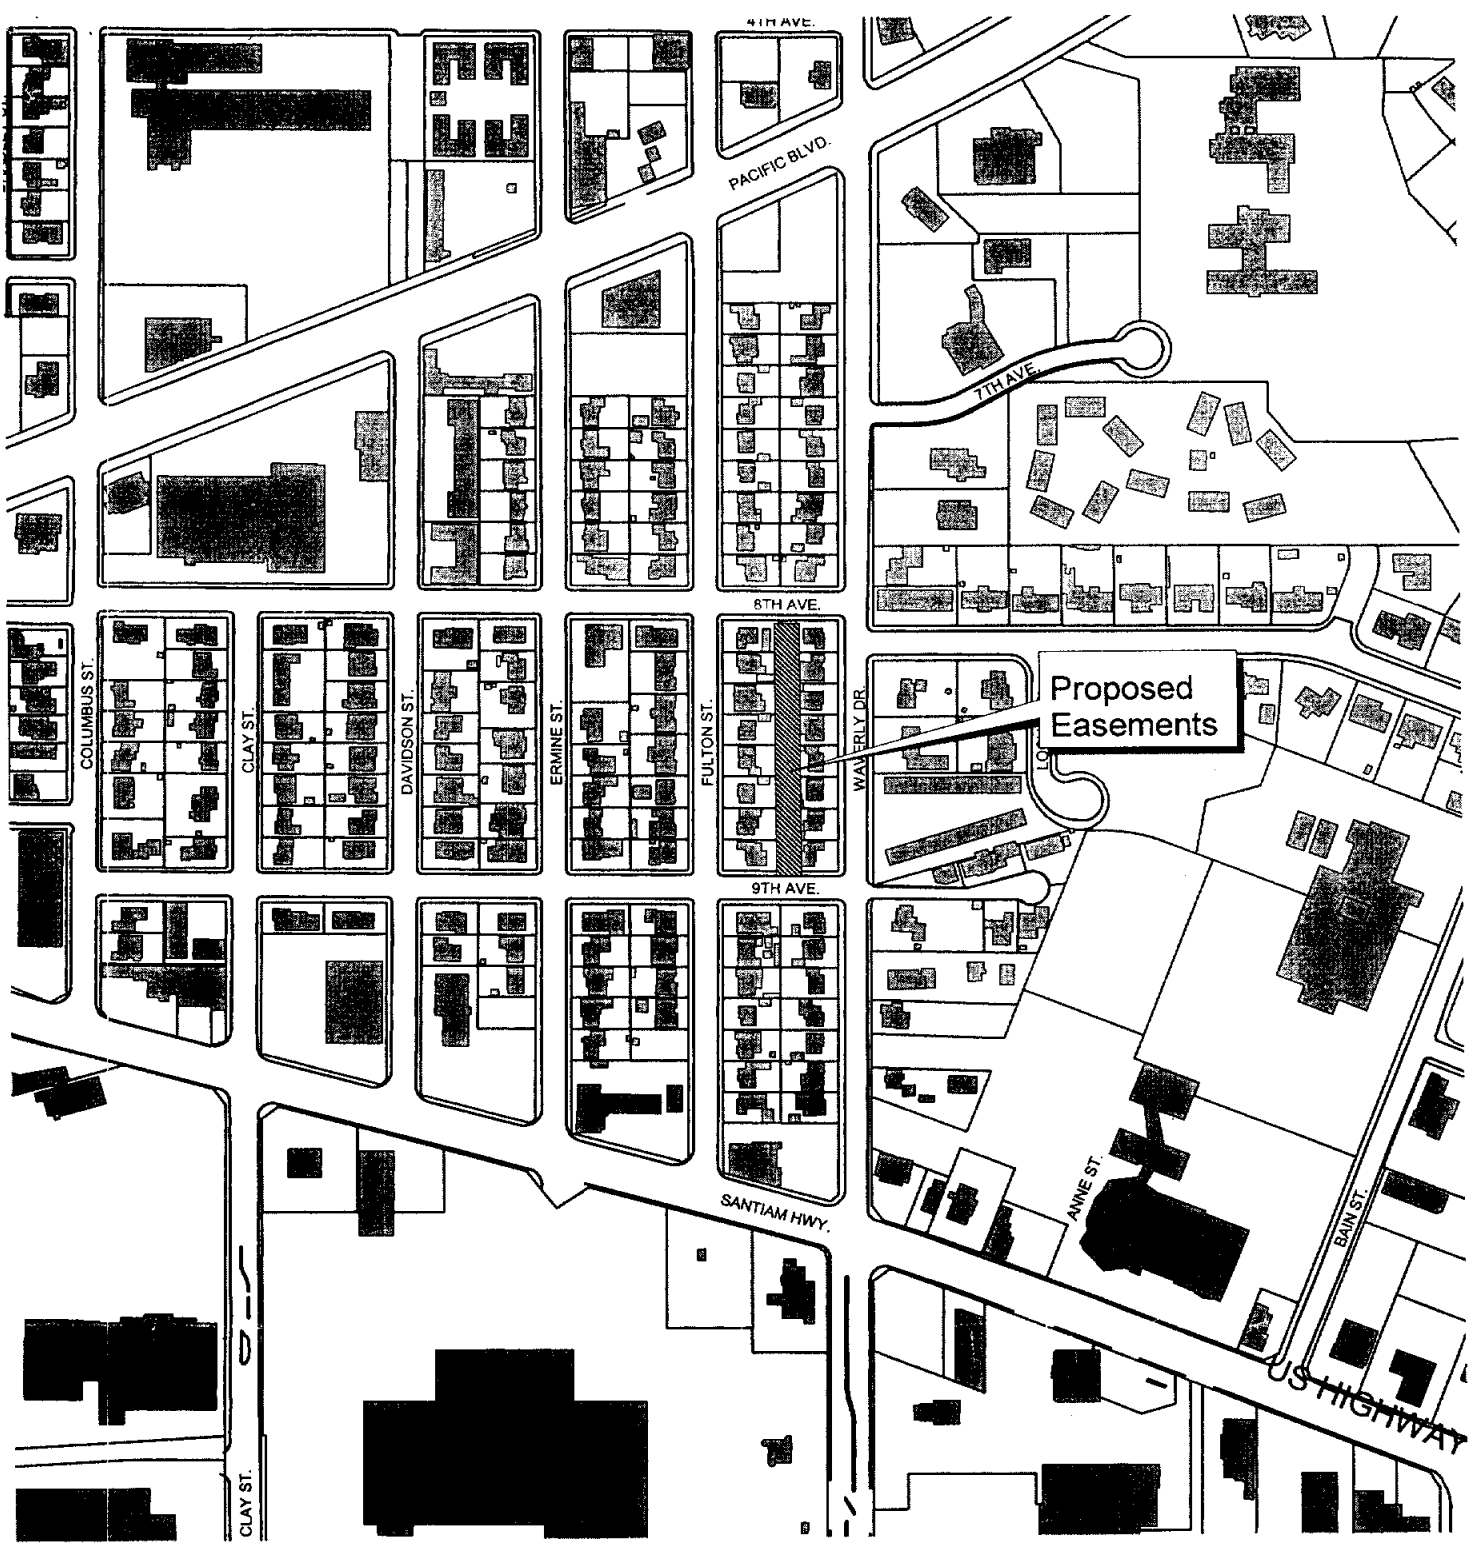 4TH AVE.
PACIFIC BLVD.
7TH AVE.
8TH AVE.
COLUMBUS ST.
CLAY ST.
DAVIDSON ST.
ERMINE ST.
FULTON ST.
WAVERLY DR.
Proposed
Easements
LO
9TH AVE.
SANTIAM HWY.
ANNE ST.
BAIN ST.
US HIGHWAY
CLAY ST.